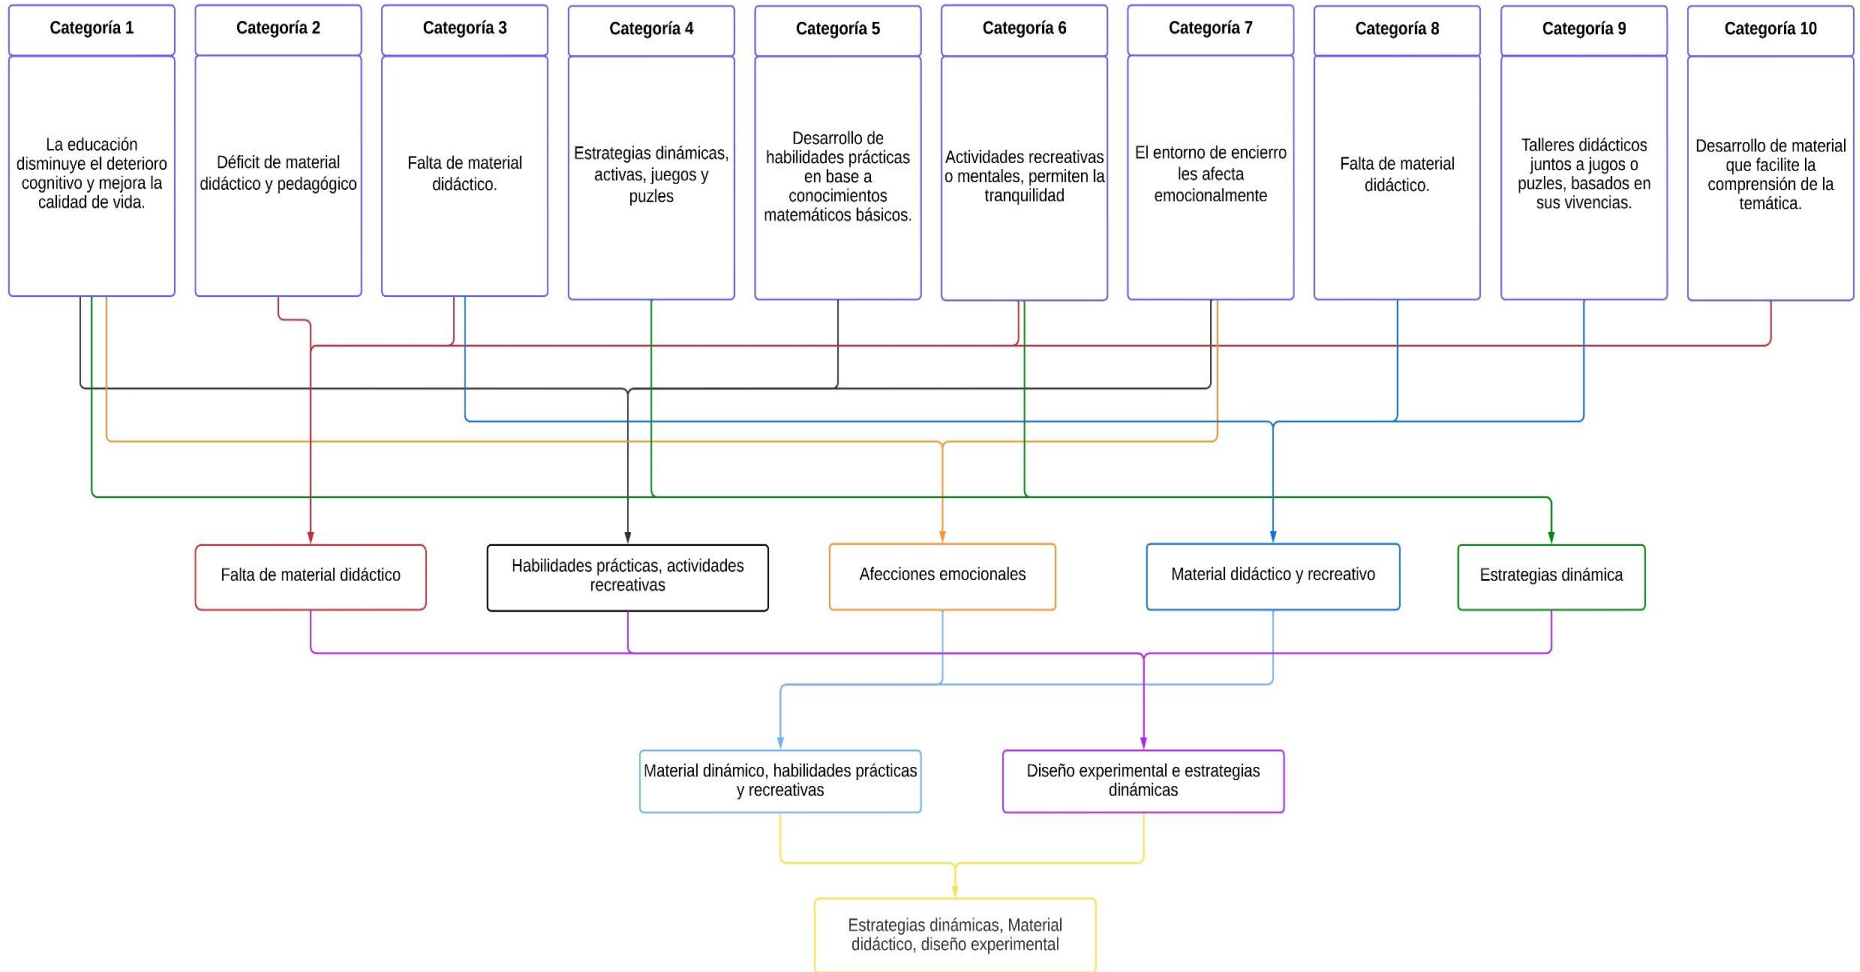 Categoría 1
Categoría 2
Categoría 3
Categoría 4
Categoría 5
Categoría 6
Categoría 7
Categoría 8
Categoría 9
Categoría 10
La educación
disminuye el deterioro
cognitivo y mejora la
calidad de vida.
Déficit de material
didáctico y pedagógico
Falta de material
didáctico.
Estrategias dinámicas,
activas, juegos y
puzles
Desarrollo de
habilidades prácticas
en base a
conocimientos
matemáticos básicos.
Actividades recreativas
o mentales, permiten la
tranquilidad
El entorno de encierro
les afecta
emocionalmente
Falta de material
didáctico.
Talleres didácticos
juntos a jugos o
puzles, basados en
sus vivencias.
Desarrollo de material
que facilite la
comprensión de la
temática.
Falta de material didáctico
Habilidades prácticas, actividades
recreativas
Afecciones emocionales
Material didáctico y recreativo
Estrategias dinámica
Material dinámico, habilidades prácticas
y recreativas
Diseño experimental e estrategias
dinámicas
Estrategias dinámicas, Material
didáctico, diseño experimental